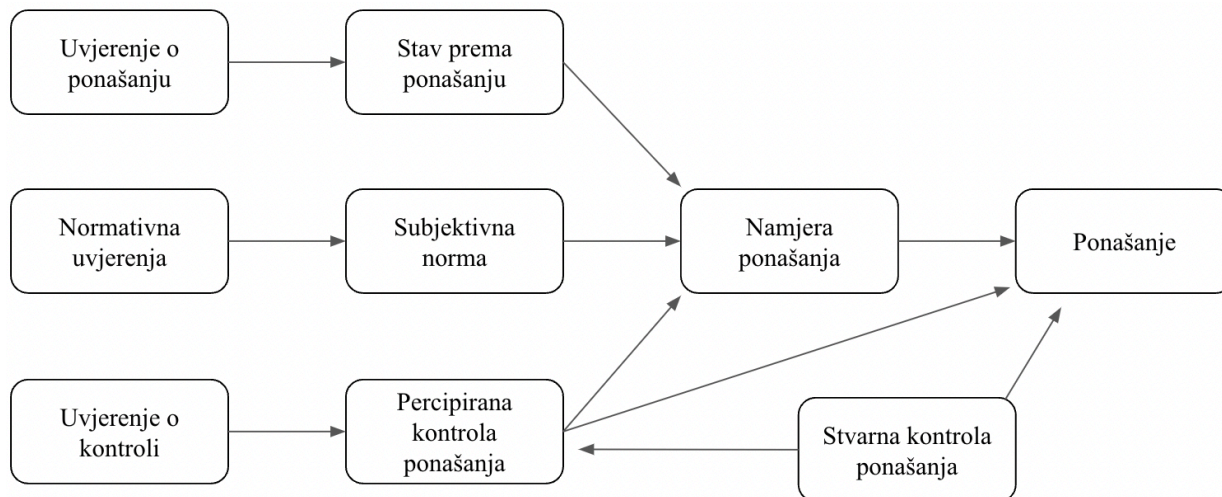 Uvjerenje o
ponašanju
Stav prema
ponašanju
Normativna
uvjerenja
Subjektivna
norma
Namjera
ponašanja
Ponašanje
Uvjerenje o
kontroli
Percipirana
kontrola
ponašanja
Stvarna kontrola
ponašanja